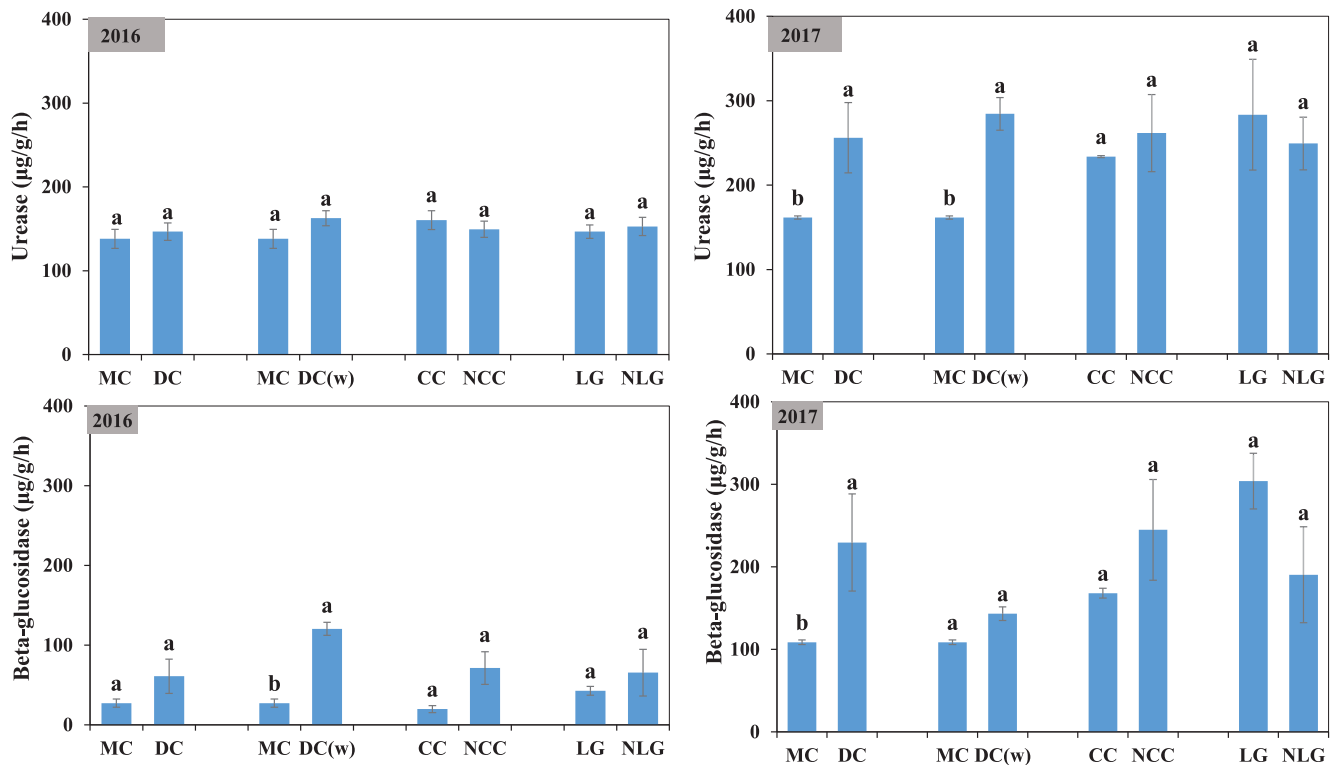 2016
Urease (µg/g/h)
400
300
200
100
0
a a a a a a a a
MC DC MC DC(w) CC NCC LG NLG
2017
Urease (µg/g/h)
400
300
200
100
0
b a b a a a a a
MC DC MC DC(w) CC NCC LG NLG
2016
Beta-glucosidase (µg/g/h)
400
300
200
100
0
a a b a a a a a
MC DC MC DC(w) CC NCC LG NLG
2017
Beta-glucosidase (µg/g/h)
400
300
200
100
0
b a a a a a a a
MC DC MC DC(w) CC NCC LG NLG